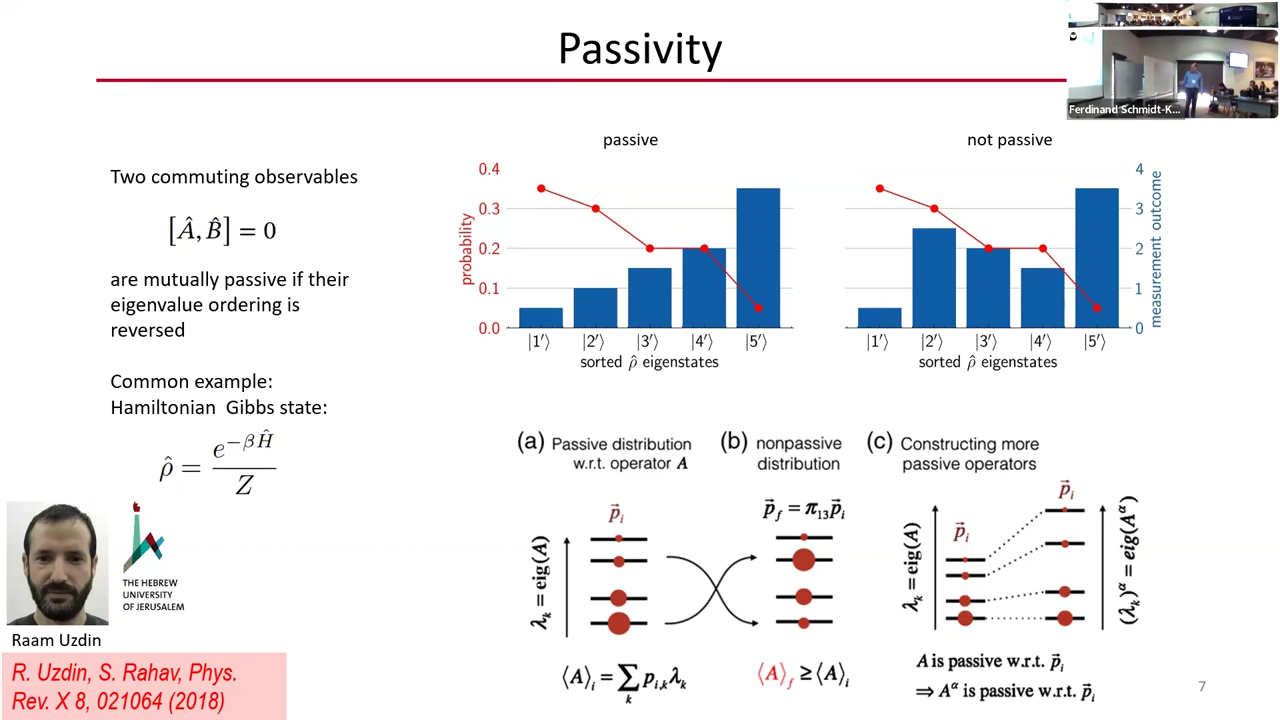 Passivity
Ferdinand Schmidt-K...
Two commuting observables
[Â, B̂] = 0
are mutually passive if their
eigenvalue ordering is
reversed
Common example:
Hamiltonian Gibbs state:
ρ̂ = e^{−βĤ} / Z
THE HEBREW
UNIVERSITY
OF JERUSALEM
Raam Uzdin
R. Uzdin, S. Rahav, Phys.
Rev. X 8, 021064 (2018)
passive
probability
0.4
0.3
0.2
0.1
0.0
|1′⟩ |2′⟩ |3′⟩ |4′⟩ |5′⟩
sorted ρ̂ eigenstates
not passive
4
3
2
1
0
measurement outcome
|1′⟩ |2′⟩ |3′⟩ |4′⟩ |5′⟩
sorted ρ̂ eigenstates
(a) Passive distribution
w.r.t. operator A
p⃗ᵢ
λₖ = eig(A)
⟨A⟩ᵢ = ∑ₖ pᵢ,ₖλₖ
(b) nonpassive
distribution
p⃗_f = π₁₃p⃗ᵢ
⟨A⟩_f ≥ ⟨A⟩ᵢ
(c) Constructing more
passive operators
p⃗ᵢ
p⃗ᵢ
λₖ = eig(A)
(λₖ)^α = eig(A^α)
A is passive w.r.t. p⃗ᵢ
⇒ A^α is passive w.r.t. p⃗ᵢ
7